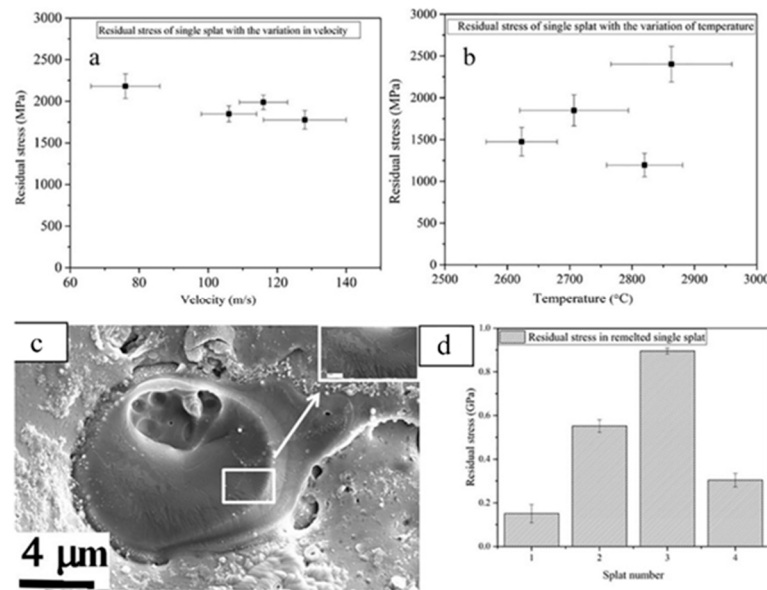 Residual stress of single splat with the variation in velocity
a
3000
2500
2000
1500
1000
500
0
Residual stress (MPa)
60 80 100 120 140
Velocity (m/s)
Residual stress of single splat with the variation of temperature
b
3000
2500
2000
1500
1000
500
0
Residual stress (MPa)
2500 2600 2700 2800 2900 3000
Temperature (°C)
c
4 μm
d
Residual stress in remelted single splat
0.9
0.6
0.3
0.2
0.0
Residual stress (GPa)
1 2 3 4
Splat number